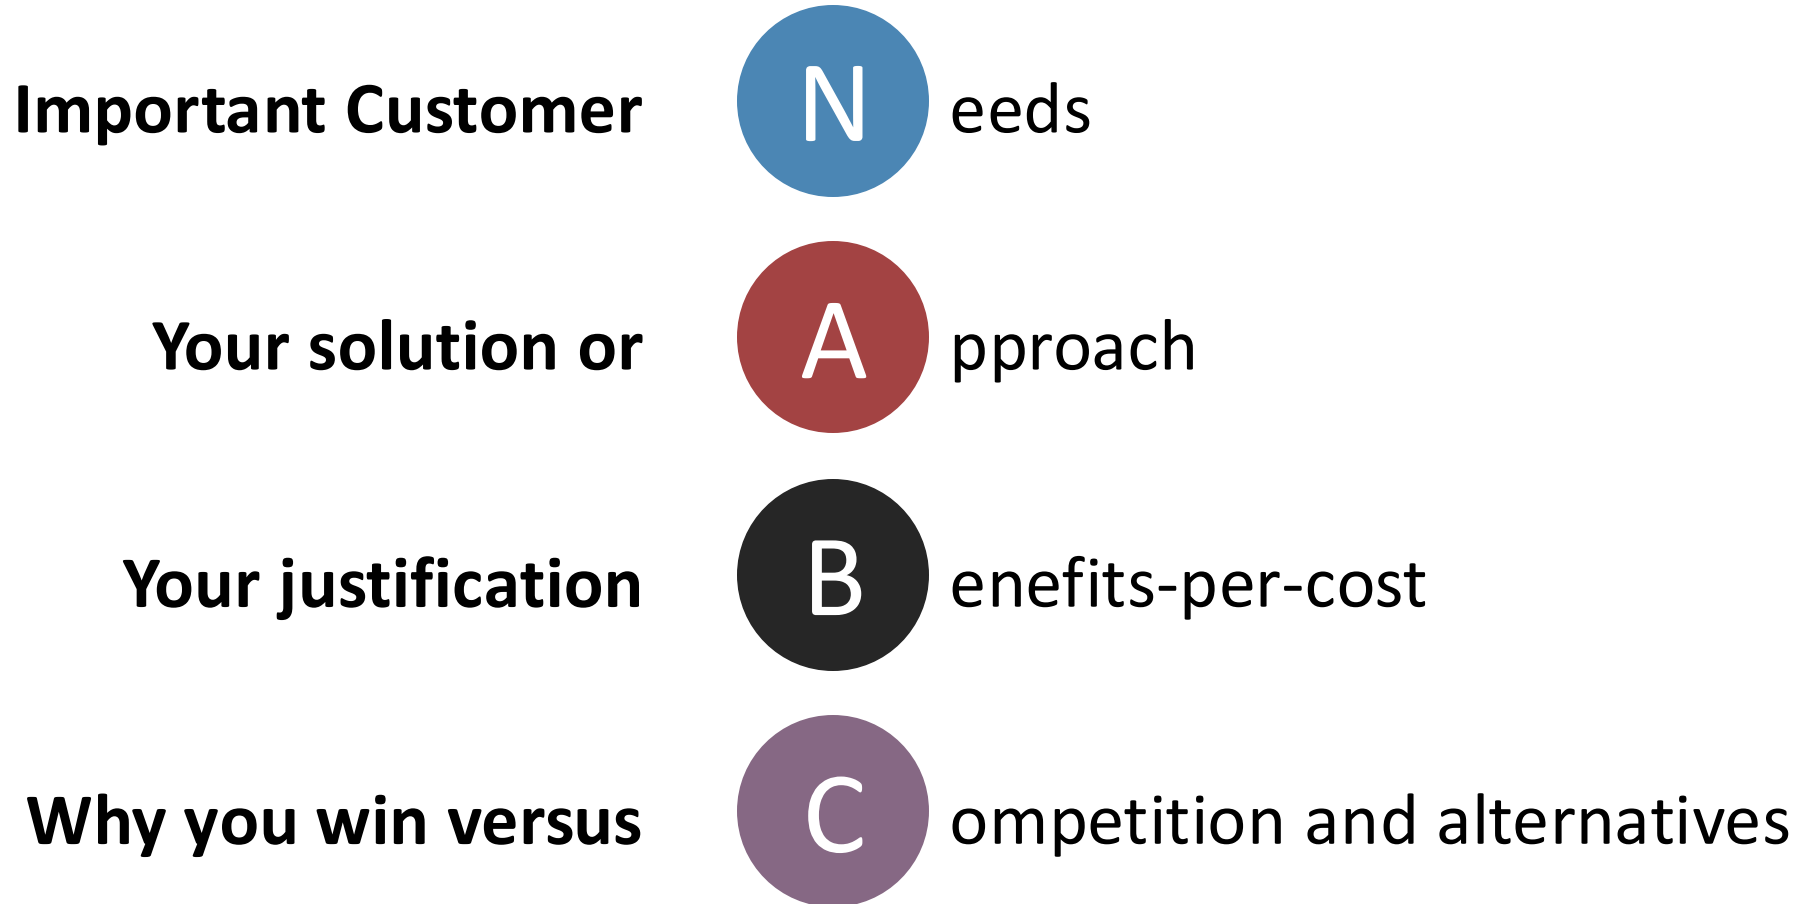 Important Customer N eeds
Your solution or A pproach
Your justification B enefits-per-cost
Why you win versus C ompetition and alternatives